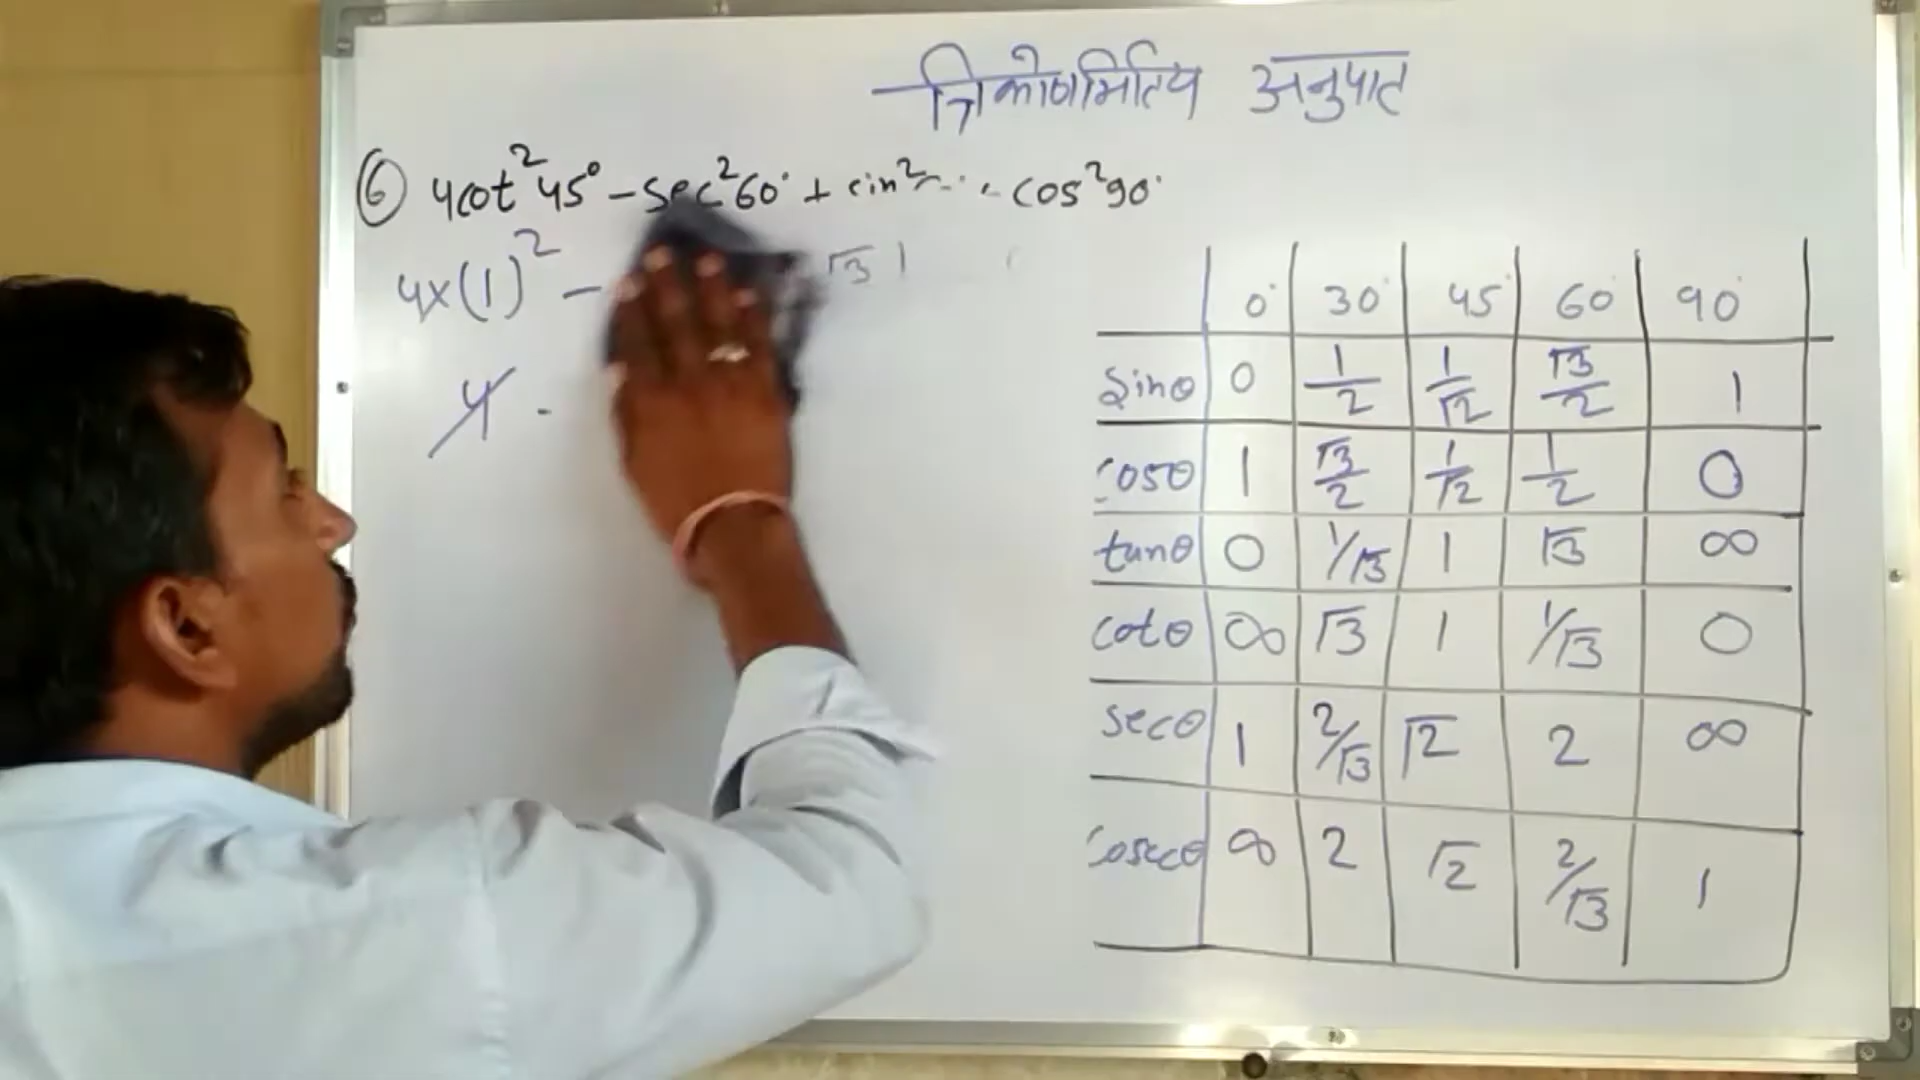 त्रिकोणमितिय अनुपात
⑥ 4cot²45° - sec²60° + sin² cos²90°
4×(1)² - √3
4 -
0° 30° 45° 60° 90°
sinθ 0 1/2 1/√2 √3/2 1
cosθ 1 √3/2 1/√2 1/2 0
tanθ 0 1/√3 1 √3 ∞
cotθ ∞ √3 1 1/√3 0
secθ 1 2/√3 √2 2 ∞
cosecθ ∞ 2 √2 2/√3 1